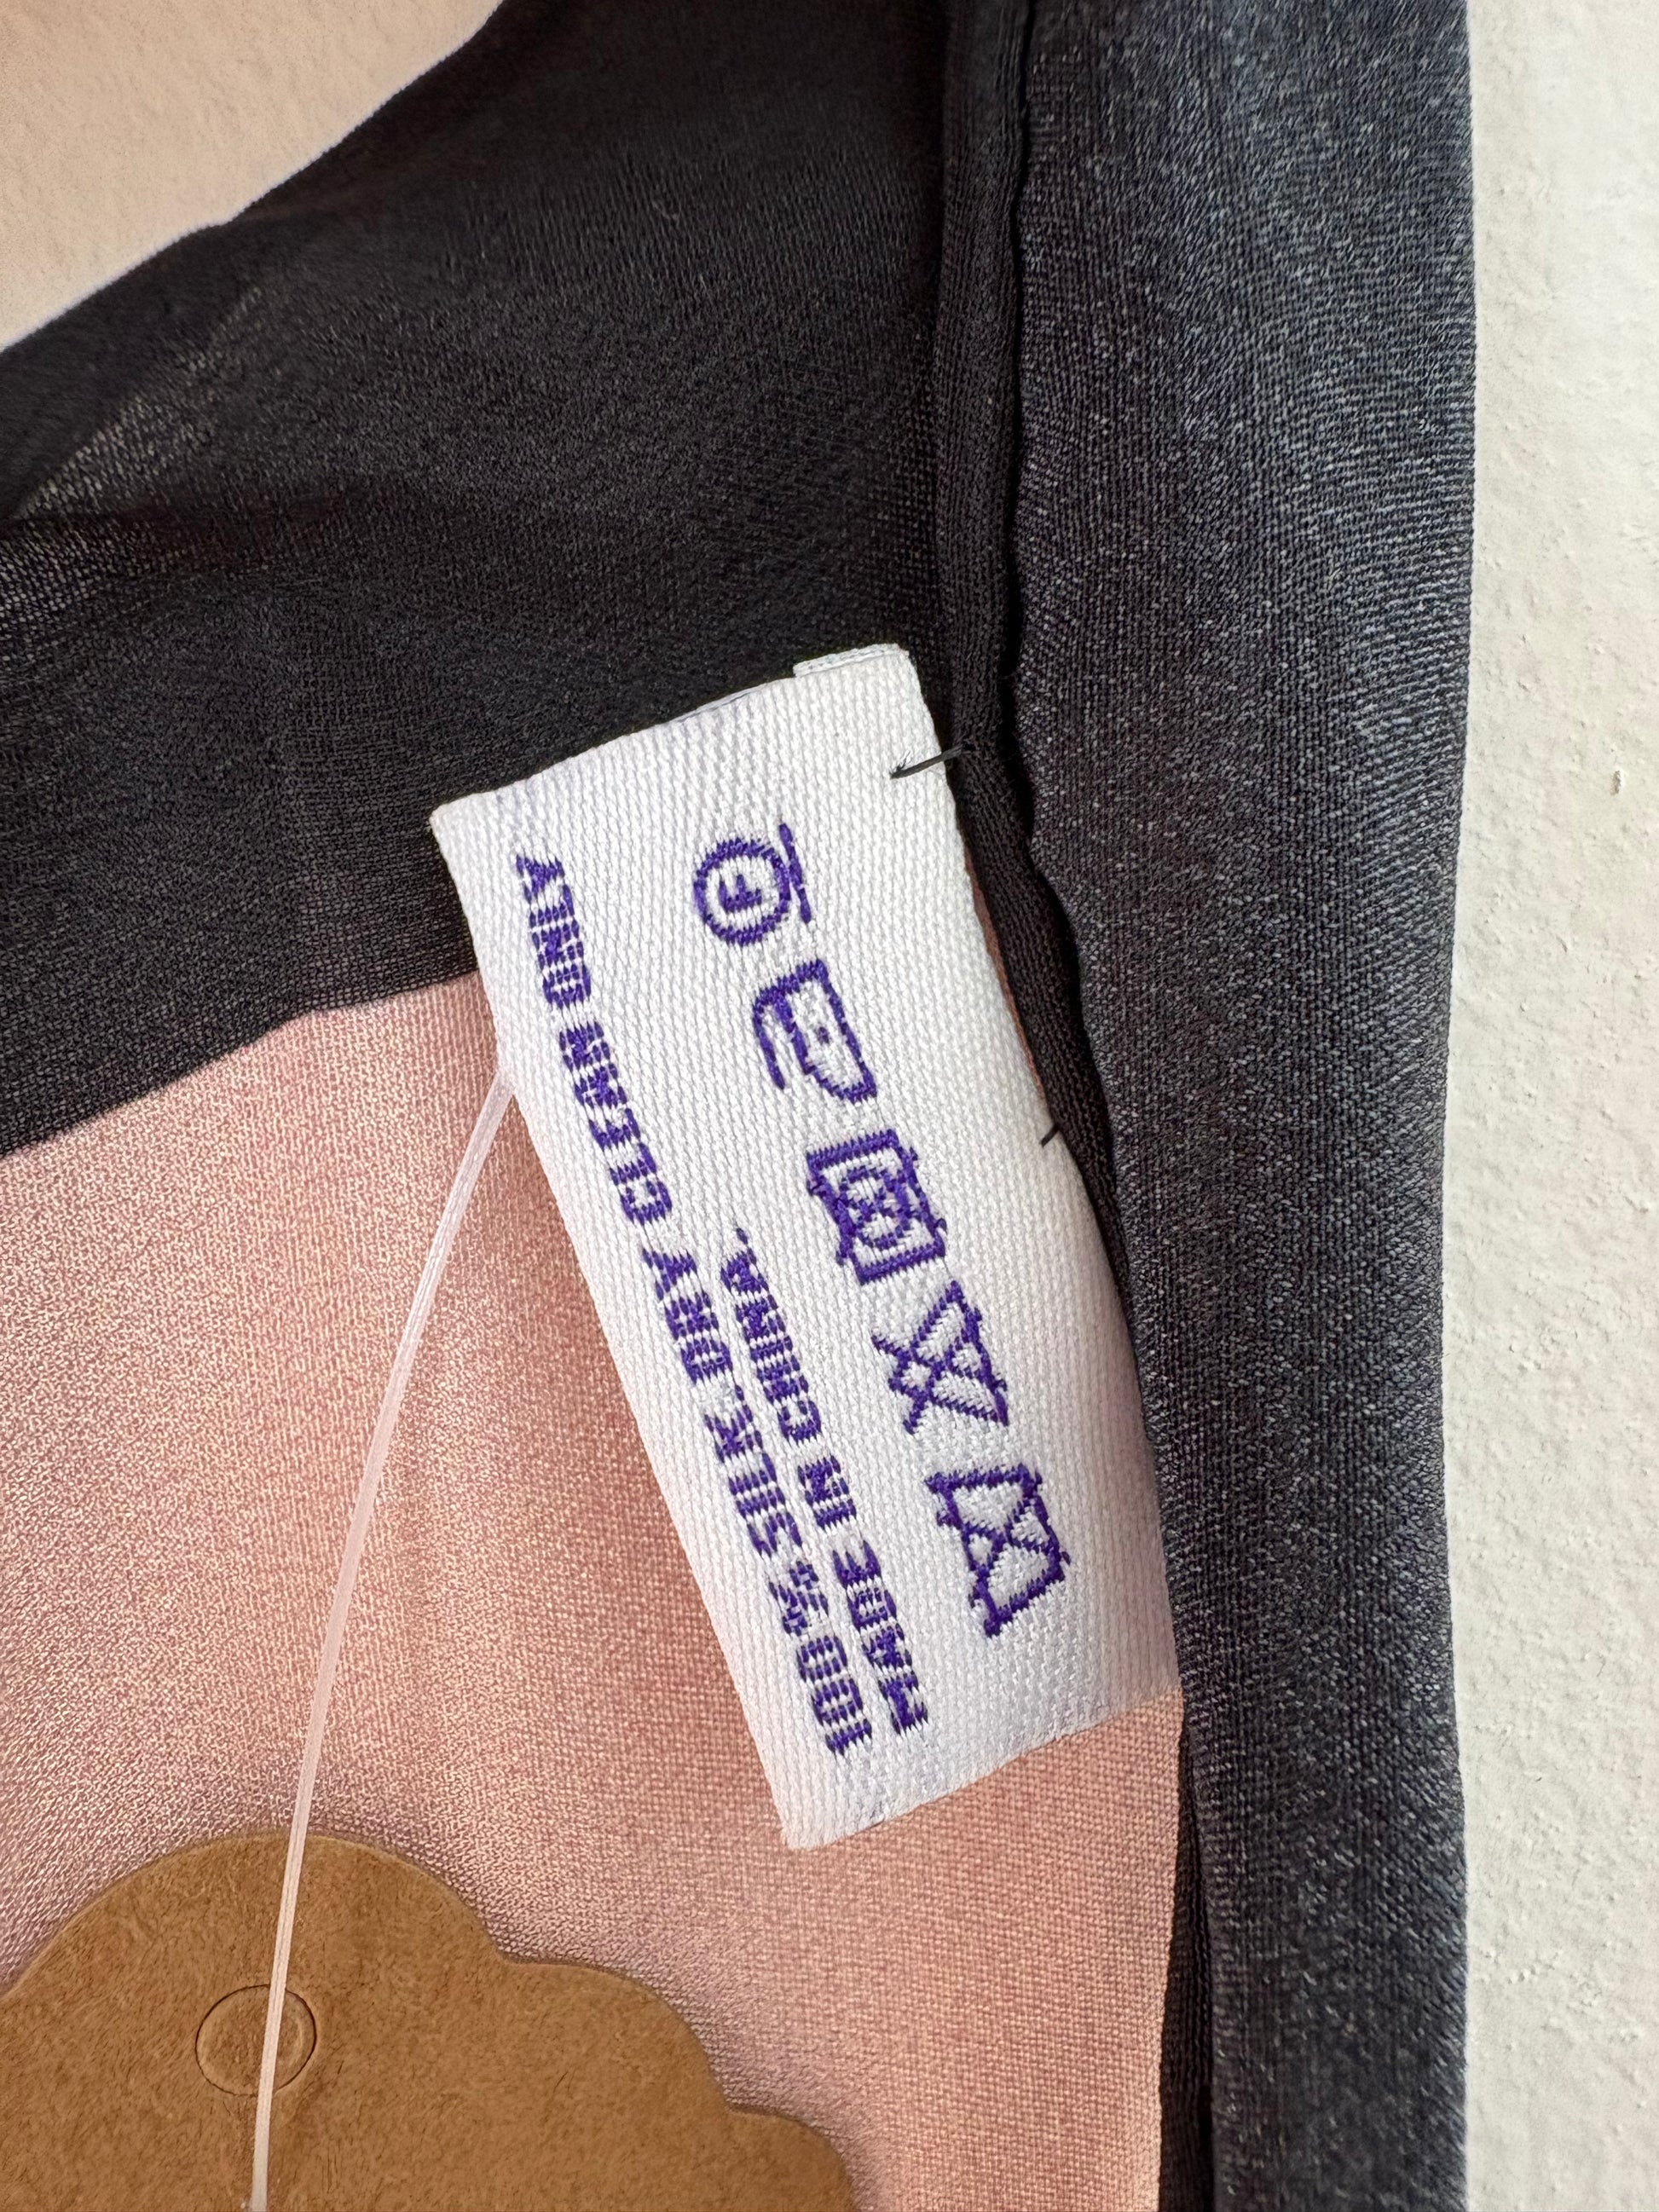 100% SILK. DRY CLEAN ONLY
MADE IN CHINA.
F